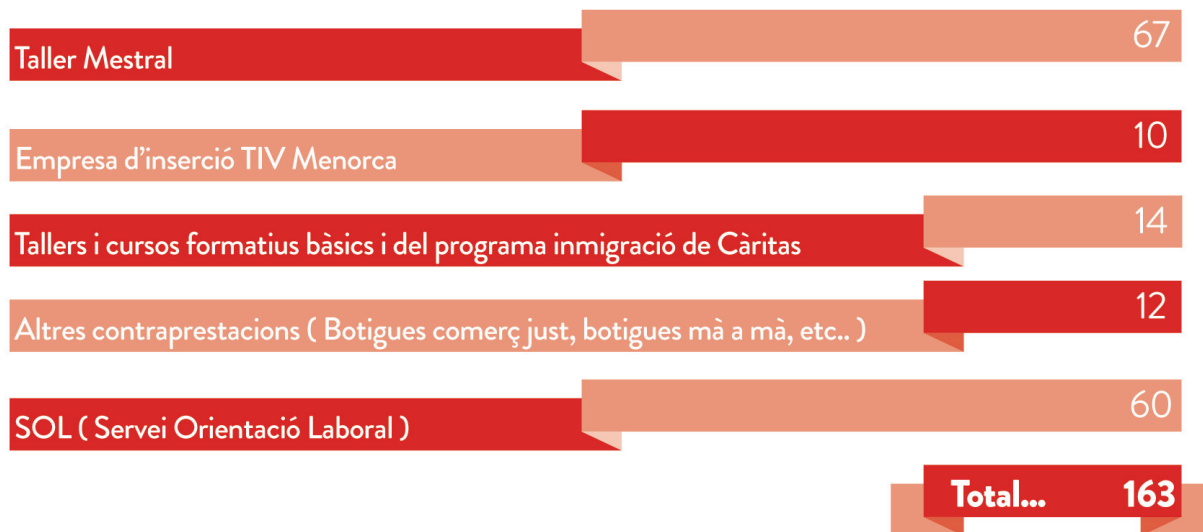 Taller Mestral 67
Empresa d'inserció TIV Menorca 10
Tallers i cursos formatius bàsics i del programa inmigració de Càritas 14
Altres contraprestacions ( Botigues comerç just, botigues mà a mà, etc.. ) 12
SOL ( Servei Orientació Laboral ) 60
Total... 163